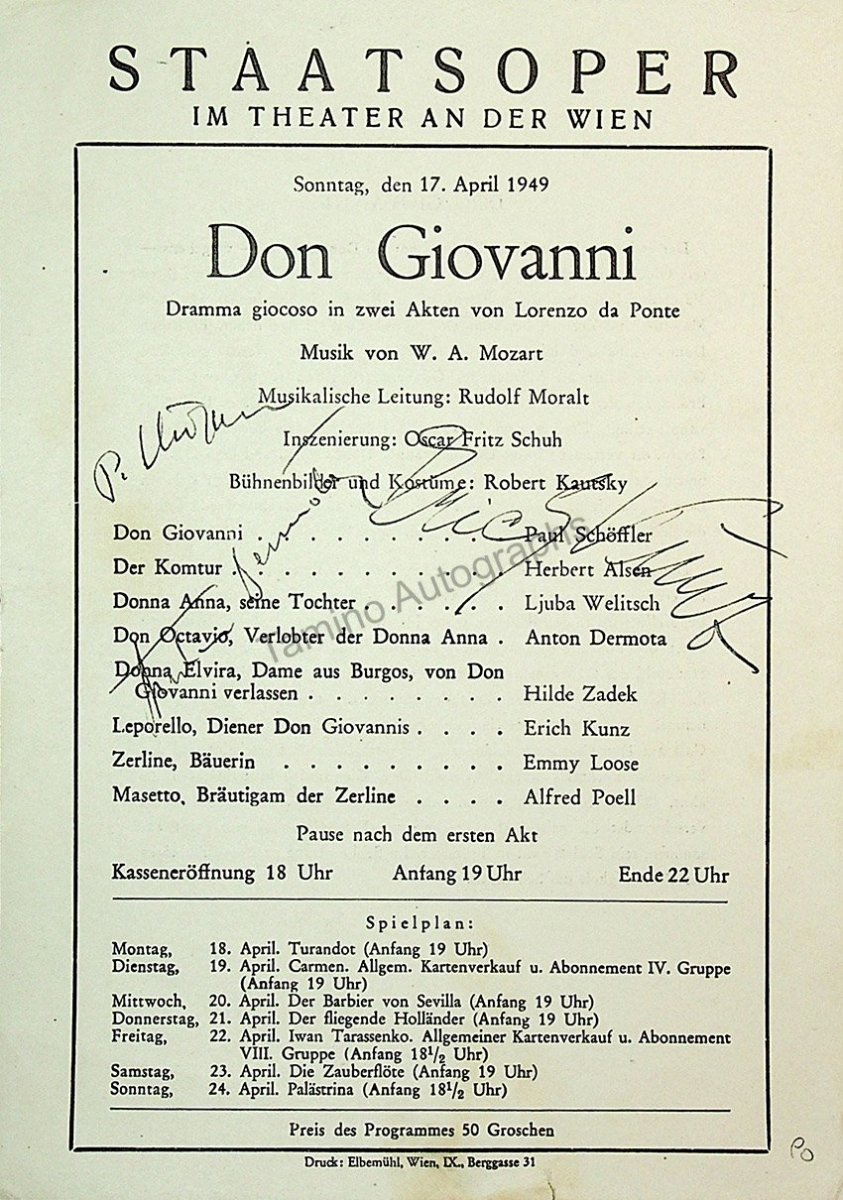 STAATSOPER
IM THEATER AN DER WIEN
Sonntag, den 17. April 1949
Don Giovanni
Dramma giocoso in zwei Akten von Lorenzo da Ponte
Musik von W. A. Mozart
Musikalische Leitung: Rudolf Moralt
Inszenierung: Oscar Fritz Schuh
Bühnenbilder und Kostüme: Robert Kautsky
Don Giovanni . . . . . . . . . Paul Schöffler
Der Komtur . . . . . . . . . . Herbert Alsen
Donna Anna, seine Tochter . . . . . . Ljuba Welitsch
Don Octavio, Verlobter der Donna Anna . Anton Dermota
Donna Elvira, Dame aus Burgos, von Don
Giovanni verlassen . . . . . . . . Hilde Zadek
Leporello, Diener Don Giovannis . . . . Erich Kunz
Zerline, Bäuerin . . . . . . . . . Emmy Loose
Masetto, Bräutigam der Zerline . . . . Alfred Poell
Pause nach dem ersten Akt
Kasseneröffnung 18 Uhr Anfang 19 Uhr Ende 22 Uhr
Spielplan:
Montag, 18. April. Turandot (Anfang 19 Uhr)
Dienstag, 19. April. Carmen. Allgem. Kartenverkauf u. Abonnement IV. Gruppe
(Anfang 19 Uhr)
Mittwoch, 20. April. Der Barbier von Sevilla (Anfang 19 Uhr)
Donnerstag, 21. April. Der fliegende Holländer (Anfang 19 Uhr)
Freitag, 22. April. Iwan Tarassenko. Allgemeiner Kartenverkauf u. Abonnement
VIII. Gruppe (Anfang 18½ Uhr)
Samstag, 23. April. Die Zauberflöte (Anfang 19 Uhr)
Sonntag, 24. April. Palästrina (Anfang 18½ Uhr)
Preis des Programmes 50 Groschen
Druck: Elbemühl, Wien, IX., Berggasse 31
Tamino Autographs